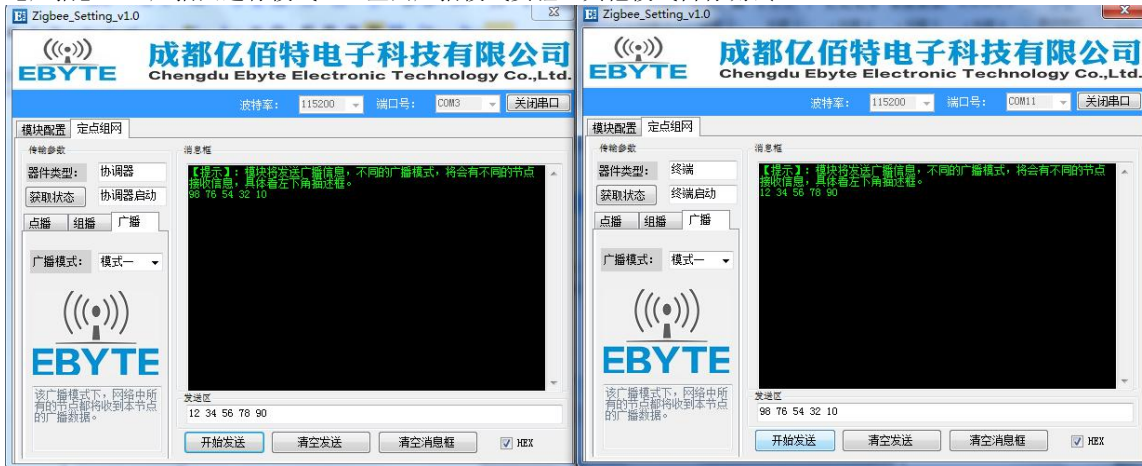 Zigbee_Setting_v1.0
EBYTE
成都亿佰特电子科技有限公司
Chengdu Ebyte Electronic Technology Co.,Ltd.
波特率: 115200 端口号: COM3 关闭串口
模块配置 定点组网
传输参数
器件类型: 协调器
获取状态 协调器启动
点播 组播 广播
广播模式: 模式一
EBYTE
该广播模式下,网络中所
有的节点都将收到本节点
的广播数据。
消息框
【提示】:模块将发送广播信息,不同的广播模式,将会有不同的节点
接收信息,具体看左下角描述框。
98 76 54 32 10
发送区
12 34 56 78 90
开始发送 清空发送 清空消息框 HEX
Zigbee_Setting_v1.0
EBYTE
成都亿佰特电子科技有限公司
Chengdu Ebyte Electronic Technology Co.,Ltd.
波特率: 115200 端口号: COM11 关闭串口
模块配置 定点组网
传输参数
器件类型: 终端
获取状态 终端启动
点播 组播 广播
广播模式: 模式一
EBYTE
该广播模式下,网络中所
有的节点都将收到本节点
的广播数据。
消息框
【提示】:模块将发送广播信息,不同的广播模式,将会有不同的节点
接收信息,具体看左下角描述框。
12 34 56 78 90
发送区
98 76 54 32 10
开始发送 清空发送 清空消息框 HEX